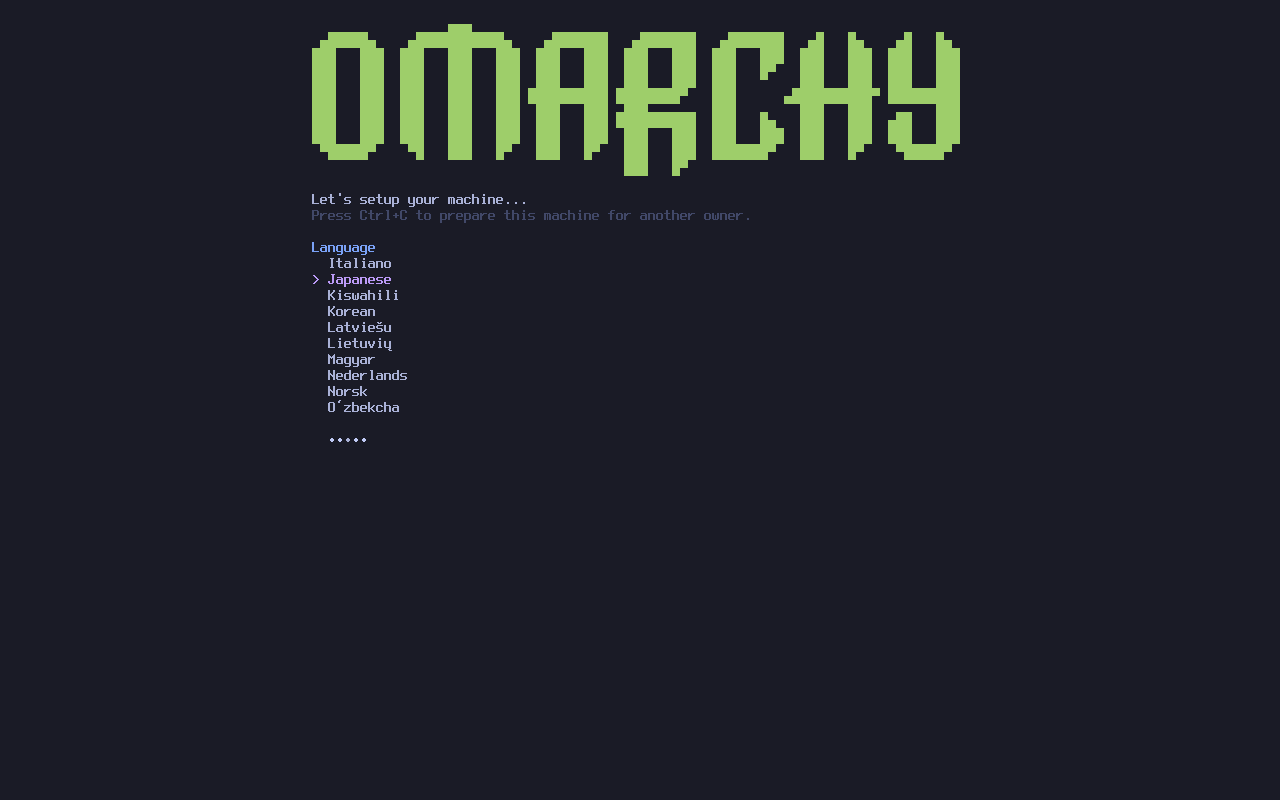 OMARCHY
Let's setup your machine...
Press Ctrl+C to prepare this machine for another owner.
Language
Italiano
> Japanese
Kiswahili
Korean
Latviešu
Lietuvių
Magyar
Nederlands
Norsk
Oʻzbekcha
•••••